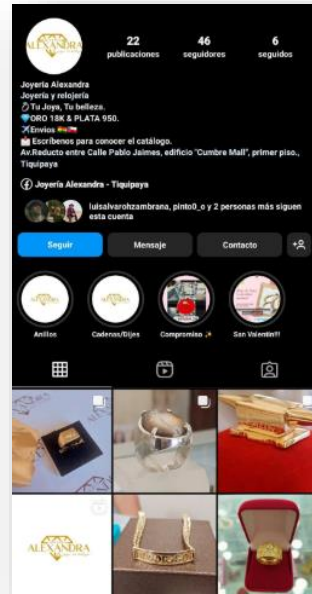 ALEXANDRA
22 46 6
publicaciones seguidores seguidos
Joyería Alexandra
Joyería y relojería
💍Tu Joya, Tu belleza.
💎ORO 18K & PLATA 950.
✈️Envios 🇧🇴🇨🇱
📩 Escríbenos para conocer el catálogo.
Av.Reducto entre Calle Pablo Jaimes, edificio "Cumbre Mall", primer piso.,
Tiquipaya
Joyería Alexandra - Tiquipaya
luisalvarohzambrana, pinto0_o y 2 personas más siguen
esta cuenta
Seguir Mensaje Contacto
Anillos Cadenas/Dijes Compromiso ✨ San Valentín!!!
ALEXANDRA